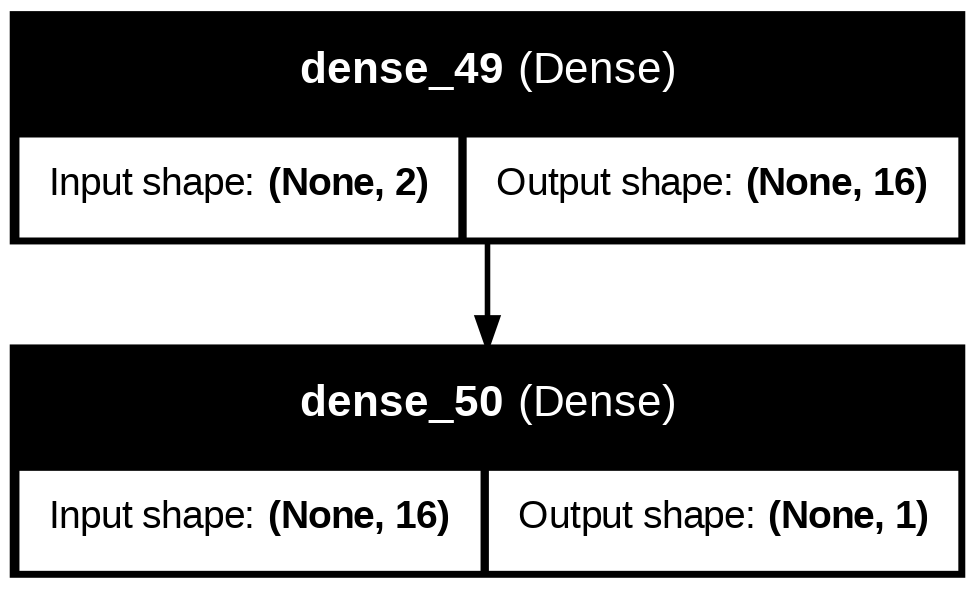 dense_49 (Dense)
Input shape: (None, 2) Output shape: (None, 16)
dense_50 (Dense)
Input shape: (None, 16) Output shape: (None, 1)